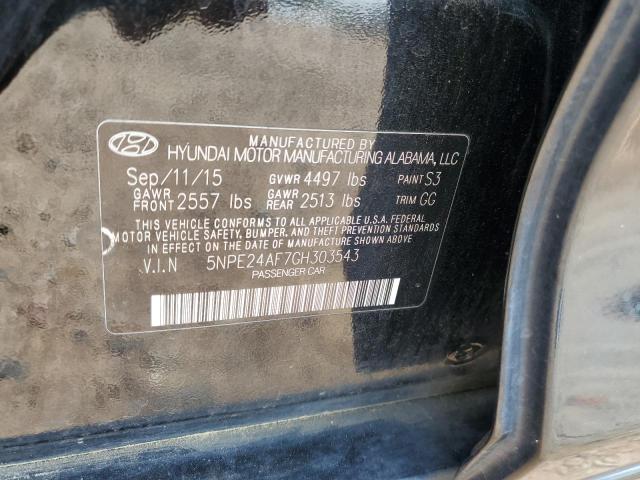 MANUFACTURED BY
HYUNDAI MOTOR MANUFACTURING ALABAMA, LLC
Sep/11/15 GVWR 4497 lbs PAINT S3
GAWR FRONT 2557 lbs GAWR REAR 2513 lbs TRIM GG
THIS VEHICLE CONFORMS TO ALL APPLICABLE U.S.A. FEDERAL
MOTOR VEHICLE SAFETY, BUMPER, AND THEFT PREVENTION STANDARDS
IN EFFECT ON THE DATE OF MANUFACTURE SHOWN ABOVE.
V.I.N 5NPE24AF7GH303543
PASSENGER CAR